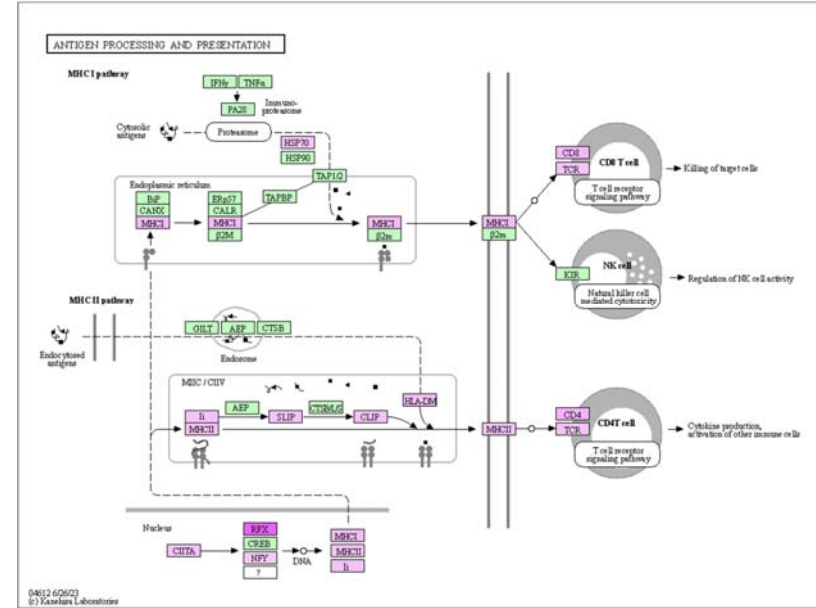 ANTIGEN PROCESSING AND PRESENTATION
MHC I pathway
IFNγ TNFα
PA28 Immuno-
proteasome
Cytosolic
antigens
Proteasome
HSP70
HSP90
TAP1/2
Endoplasmic reticulum
BiP
CANX
MHCI
ERp57
CALR
MHCI
β2M
TAPBP
MHCI
β2m
MHCI
β2m
CD8
TCR
CD8 T cell
T cell receptor
signaling pathway
Killing of target cells
KIR
NK cell
Natural killer cell
mediated cytotoxicity
Regulation of NK cell activity
MHC II pathway
GILT AEP CTSB
Endosome
Endocytosed
antigens
MIIC / CIIV
Ii
MHCII
AEP
SLIP
CTSB/L/S
CLIP
HLA-DM
MHCII
CD4
TCR
CD4T cell
T cell receptor
signaling pathway
Cytokine production,
activation of other immune cells
Nucleus
CIITA
RFX
CREB
NFY
?
DNA
MHCI
MHCII
Ii
04612 6/26/23
(c) Kanehisa Laboratories